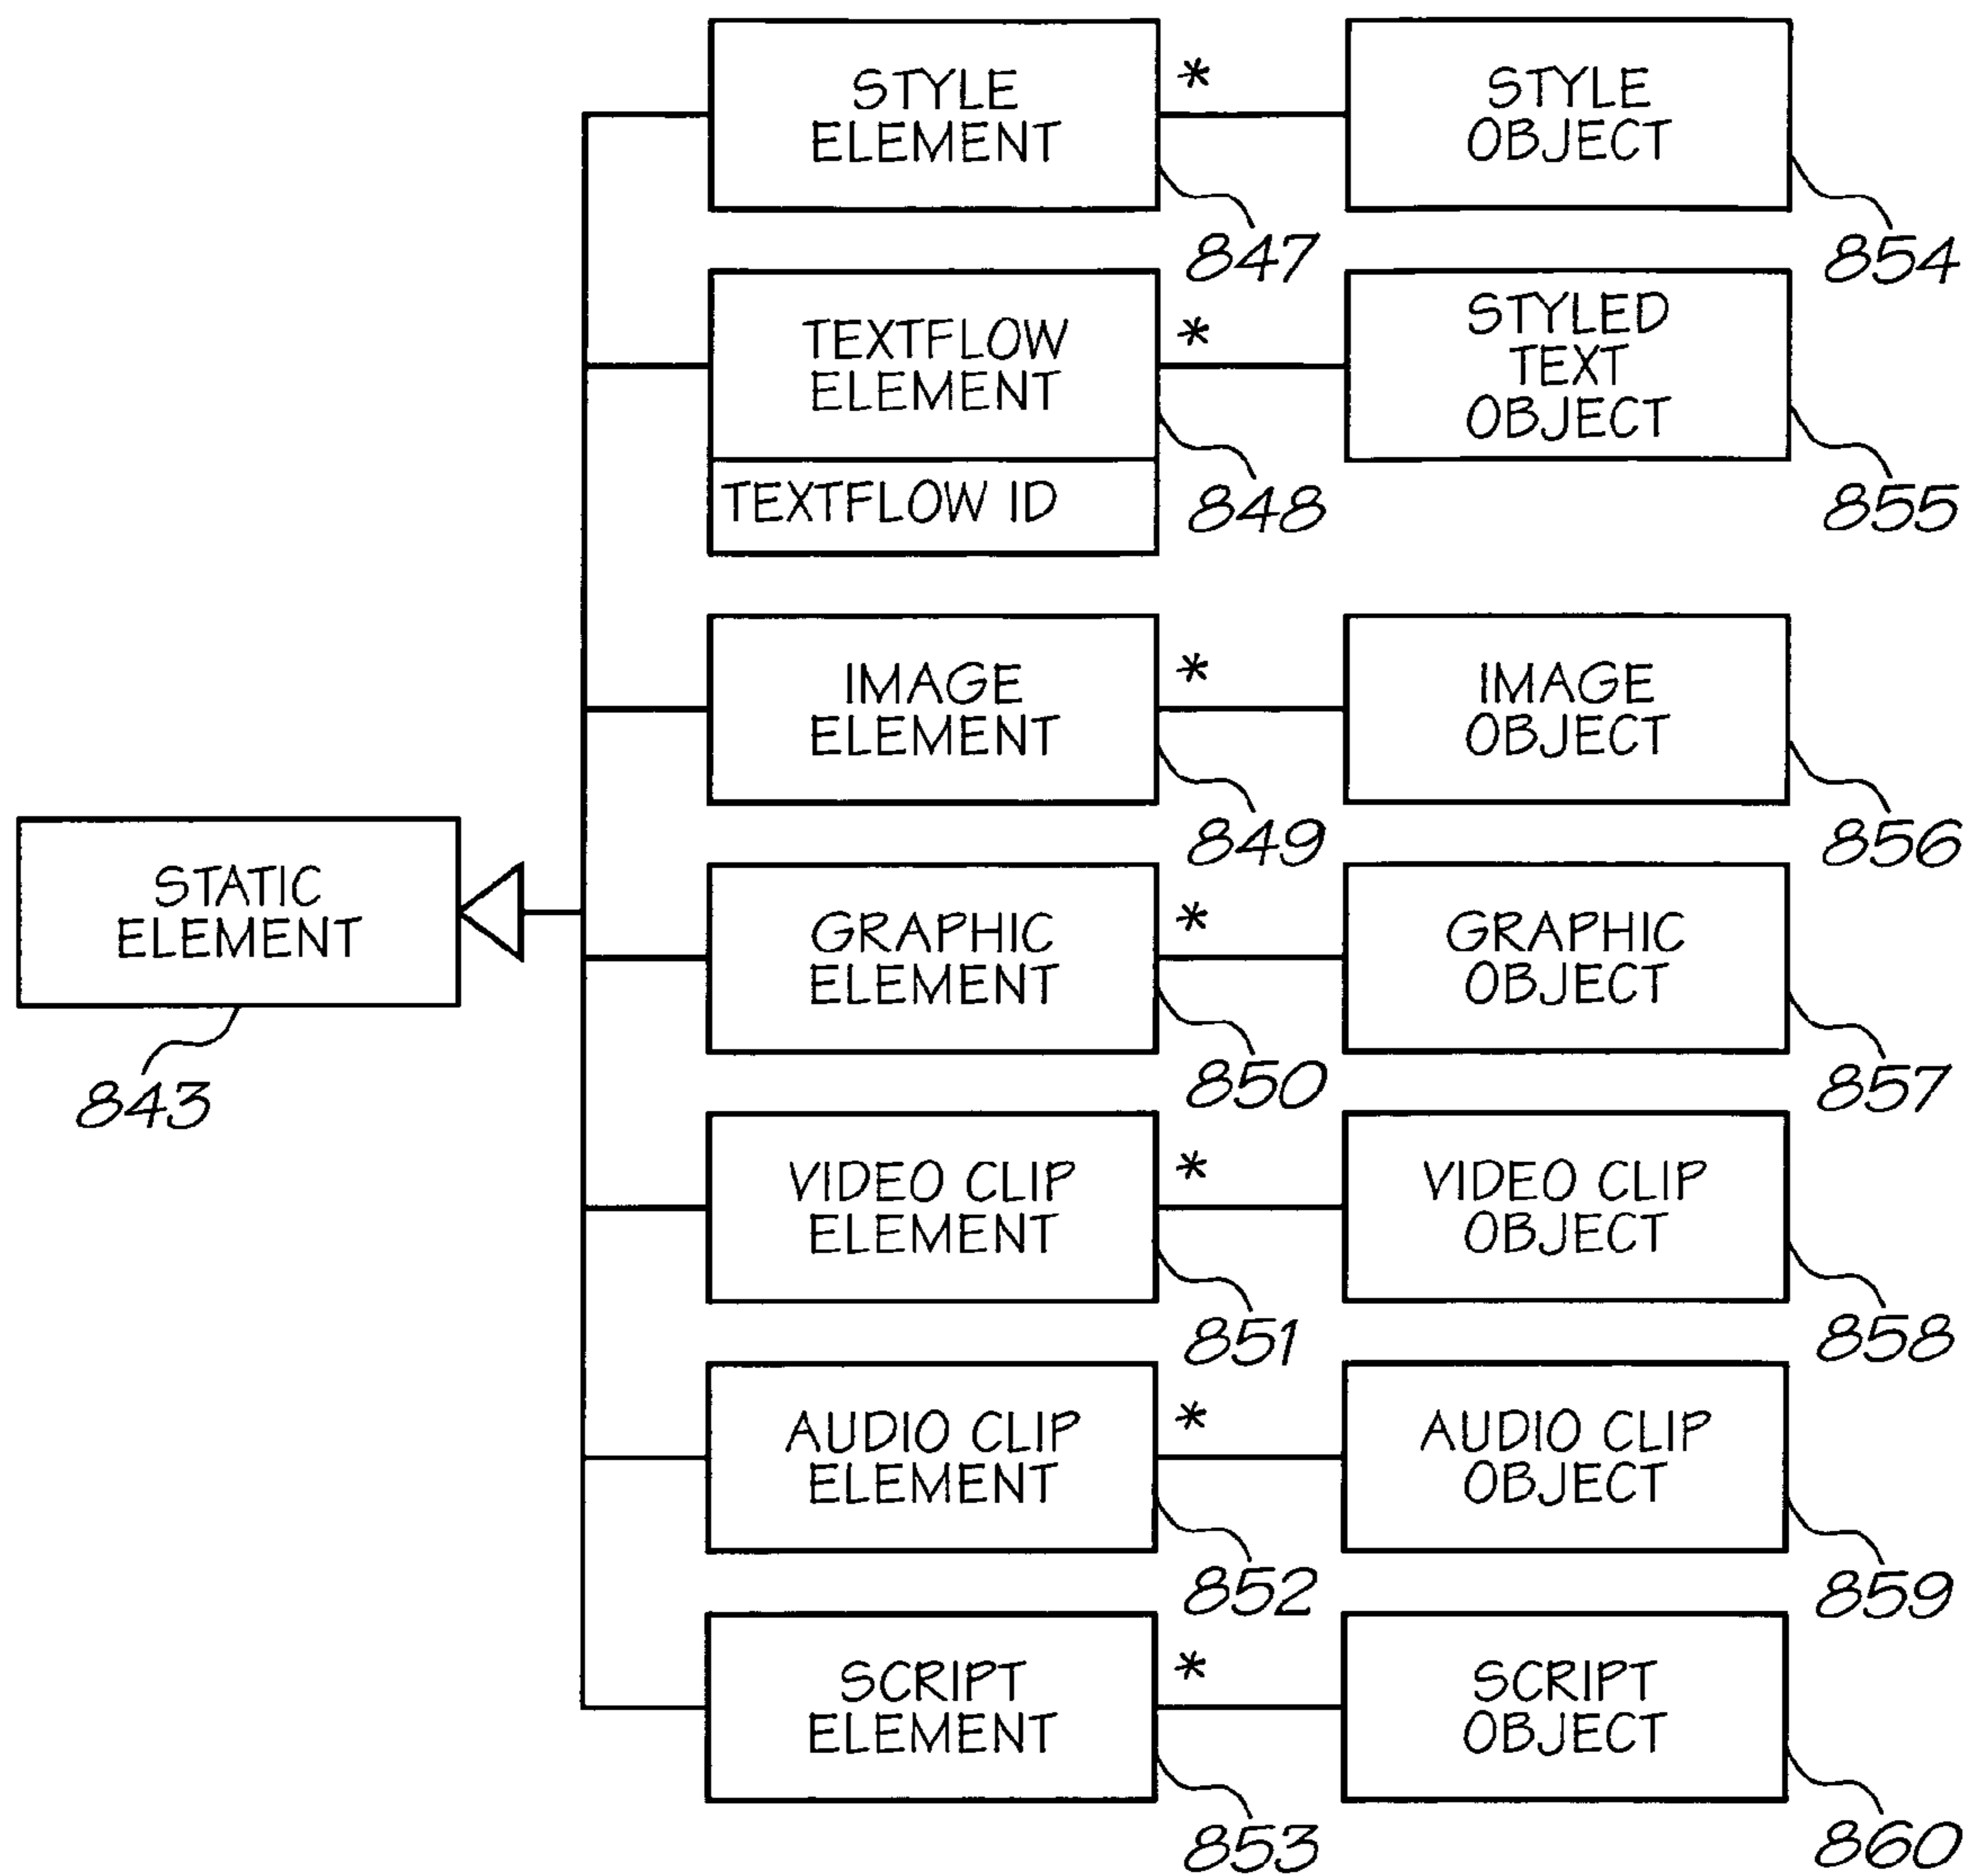 STYLE
ELEMENT
*
STYLE
OBJECT
847
854
TEXTFLOW
ELEMENT
*
STYLED
TEXT
OBJECT
TEXTFLOW ID
848
855
IMAGE
ELEMENT
*
IMAGE
OBJECT
849
856
STATIC
ELEMENT
843
GRAPHIC
ELEMENT
*
GRAPHIC
OBJECT
850
857
VIDEO CLIP
ELEMENT
*
VIDEO CLIP
OBJECT
851
858
AUDIO CLIP
ELEMENT
*
AUDIO CLIP
OBJECT
852
859
SCRIPT
ELEMENT
*
SCRIPT
OBJECT
853
860